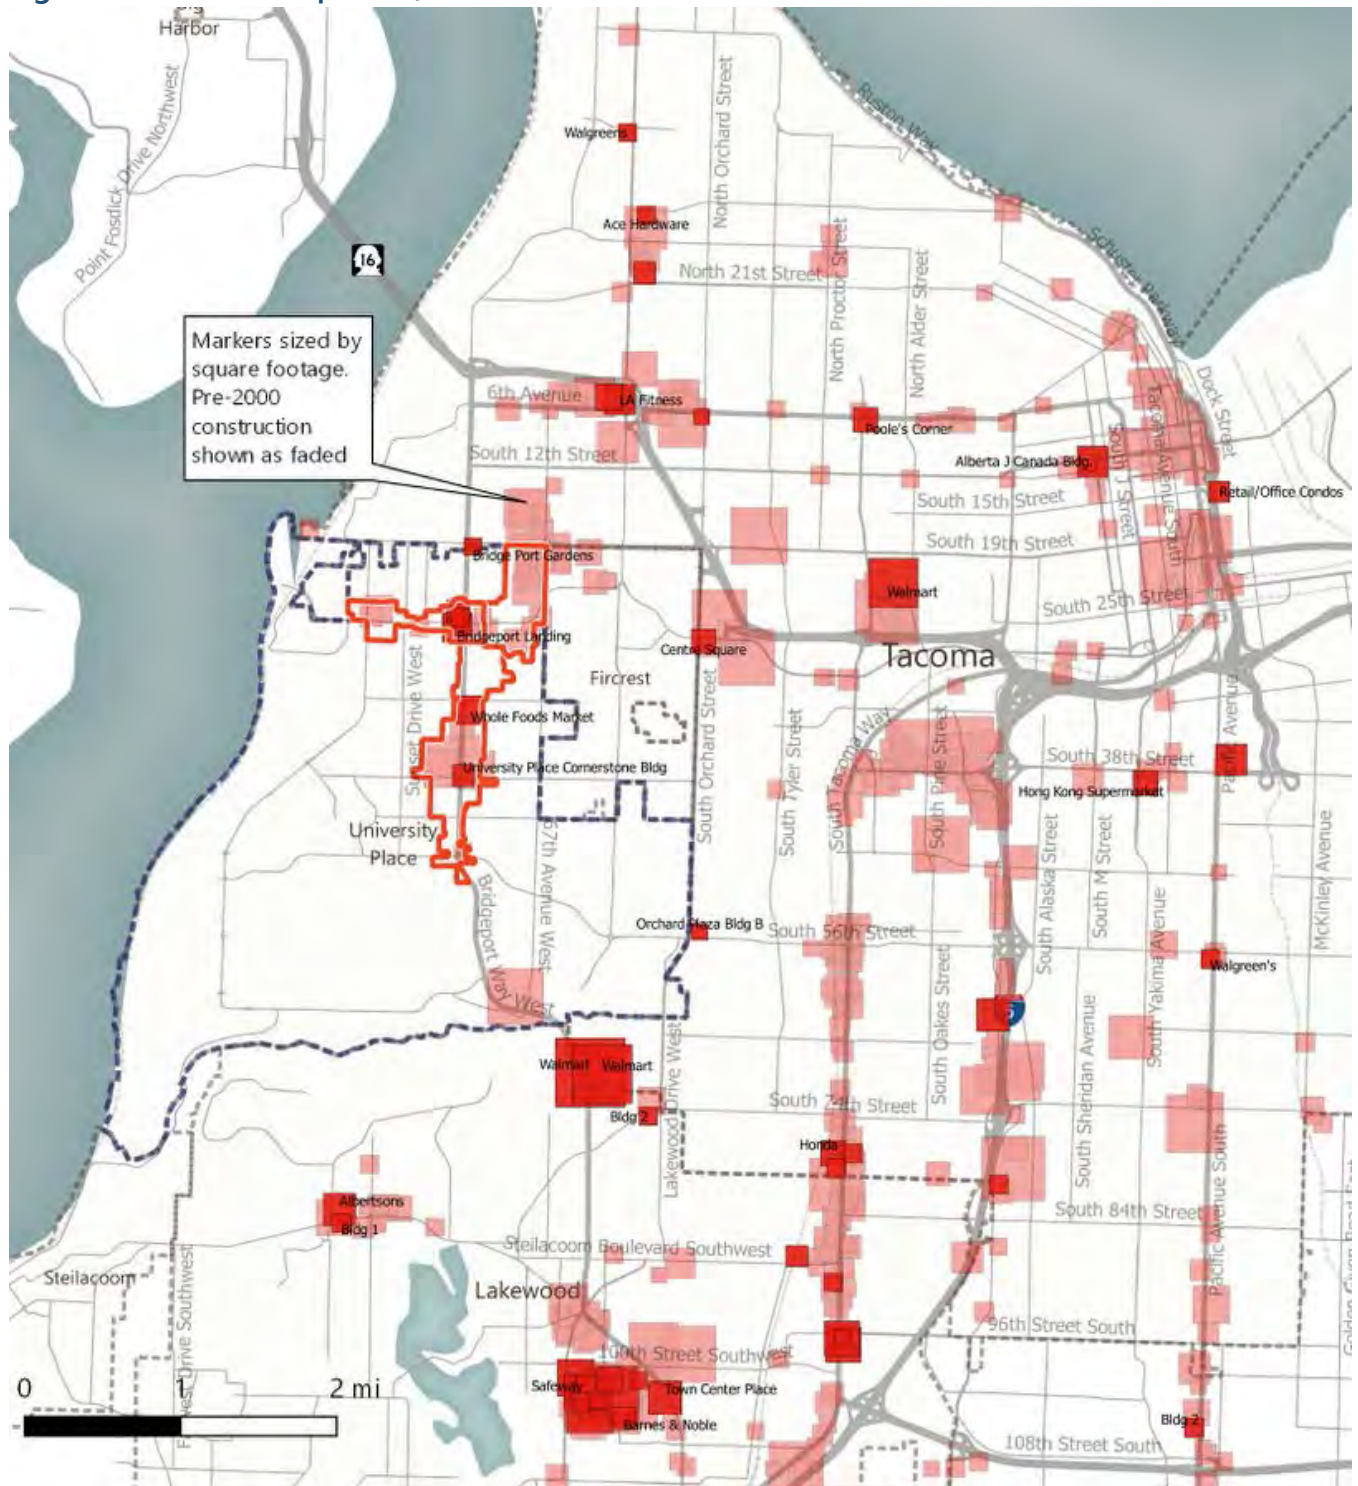 Harbor
Point Fosdick Drive Northwest
16
Markers sized by
square footage.
Pre-2000
construction
shown as faded
Walgreens
North Orchard Street
Ruston Way
Ace Hardware
North 21st Street
North Proctor Street
North Alder Street
Schuster Parkway
Dock Street
6th Avenue
LA Fitness
Poole's Corner
South 12th Street
Alberta J Canada Bldg.
South J Street
Tacoma Avenue South
Retail/Office Condos
South 15th Street
Bridge Port Gardens
South 19th Street
Walmart
South 25th Street
Bridgeport Landing
Centre Square
Tacoma
Fircrest
Sunset Drive West
Whole Foods Market
South Orchard Street
South Tyler Street
South Tacoma Way
South Pine Street
South 38th Street
Pacific Avenue
University Place Cornerstone Bldg
Hong Kong Supermarket
University
Place
67th Avenue West
Bridgeport Way West
South Alaska Street
South M Street
McKinley Avenue
Orchard Plaza Bldg B
South 56th Street
South Oakes Street
South Yakima Avenue
Walgreen's
5
South Sheridan Avenue
Walmart
Walmart
Lakewood Drive West
Bldg 2
South 74th Street
Honda
Pacific Avenue South
Albertsons
Bldg 1
South 84th Street
Steilacoom Boulevard Southwest
Steilacoom
Lakewood
96th Street South
100th Street Southwest
0
1
2 mi
Safeway
Town Center Place
Barnes & Noble
Bldg 2
108th Street South